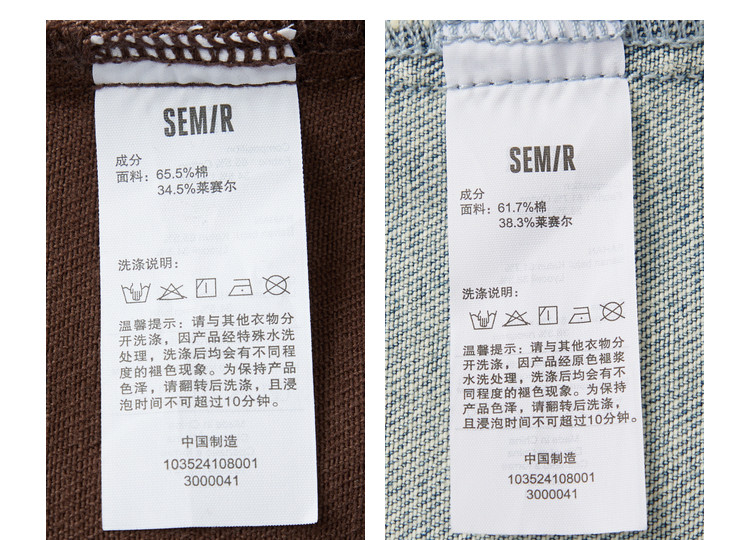 SEM/R
成分
面料：65.5%棉
34.5%莱赛尔
洗涤说明：
温馨提示：请与其他衣物分
开洗涤，因产品经特殊水洗
处理，洗涤后均会有不同程
度的褪色现象。为保持产品
色泽，请翻转后洗涤，且浸
泡时间不可超过10分钟。
中国制造
103524108001
3000041
SEM/R
成分
面料：61.7%棉
38.3%莱赛尔
洗涤说明：
温馨提示：请与其他衣物分
开洗涤，因产品经原色褪浆
水洗处理，洗涤后均会有不
同程度的褪色现象。为保持
产品色泽，请翻转后洗涤，
且浸泡时间不可超过10分钟。
中国制造
103524108001
3000041